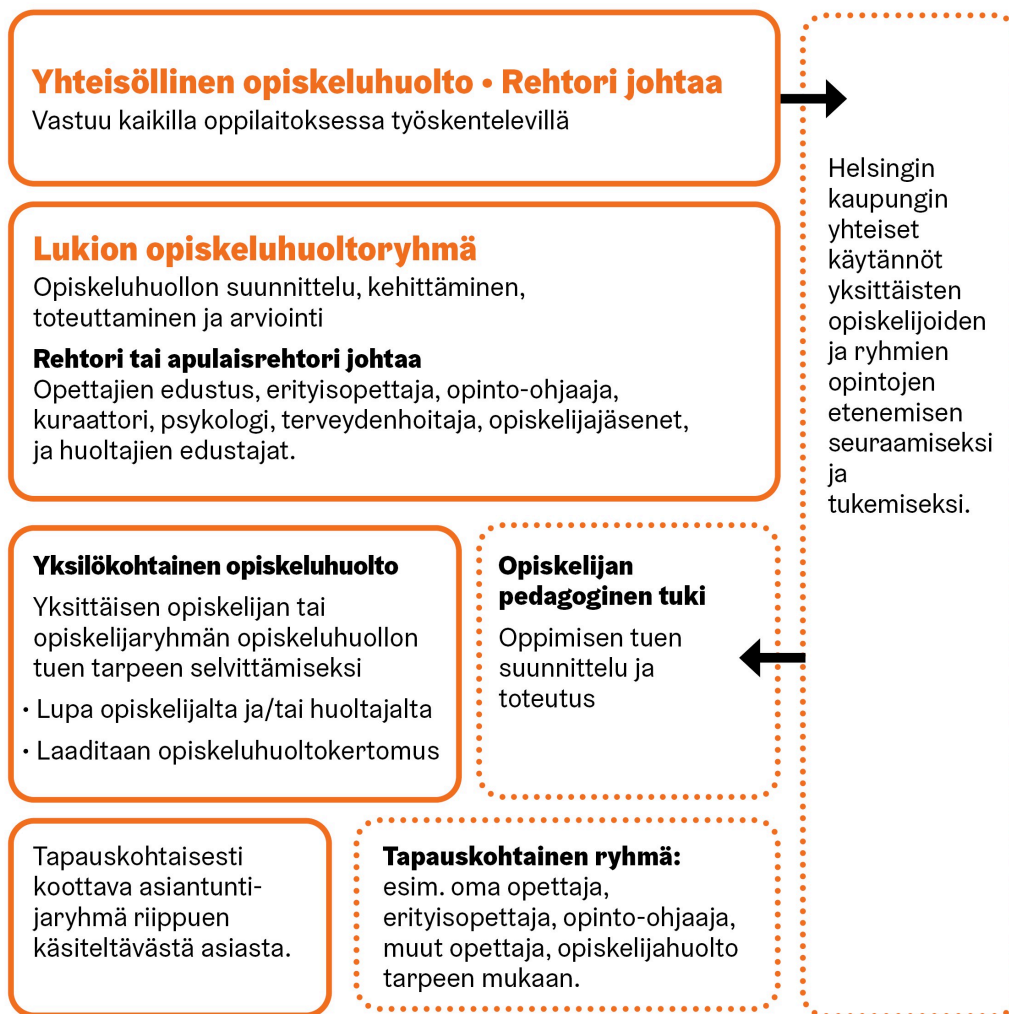 Yhteisöllinen opiskeluhuolto • Rehtori johtaa
Vastuu kaikilla oppilaitoksessa työskentelevillä
Lukion opiskeluhuoltoryhmä
Opiskeluhuollon suunnittelu, kehittäminen,
toteuttaminen ja arviointi
Rehtori tai apulaisrehtori johtaa
Opettajien edustus, erityisopettaja, opinto-ohjaaja,
kuraattori, psykologi, terveydenhoitaja, opiskelijajäsenet,
ja huoltajien edustajat.
Helsingin
kaupungin
yhteiset
käytännöt
yksittäisten
opiskelijoiden
ja ryhmien
opintojen
etenemisen
seuraamiseksi
ja
tukemiseksi.
Yksilökohtainen opiskeluhuolto
Yksittäisen opiskelijan tai
opiskelijaryhmän opiskeluhuollon
tuen tarpeen selvittämiseksi
• Lupa opiskelijalta ja/tai huoltajalta
• Laaditaan opiskeluhuoltokertomus
Opiskelijan
pedagoginen tuki
Oppimisen tuen
suunnittelu ja
toteutus
Tapauskohtaisesti
koottava asiantunti-
jaryhmä riippuen
käsiteltävästä asiasta.
Tapauskohtainen ryhmä:
esim. oma opettaja,
erityisopettaja, opinto-ohjaaja,
muut opettaja, opiskelijahuolto
tarpeen mukaan.